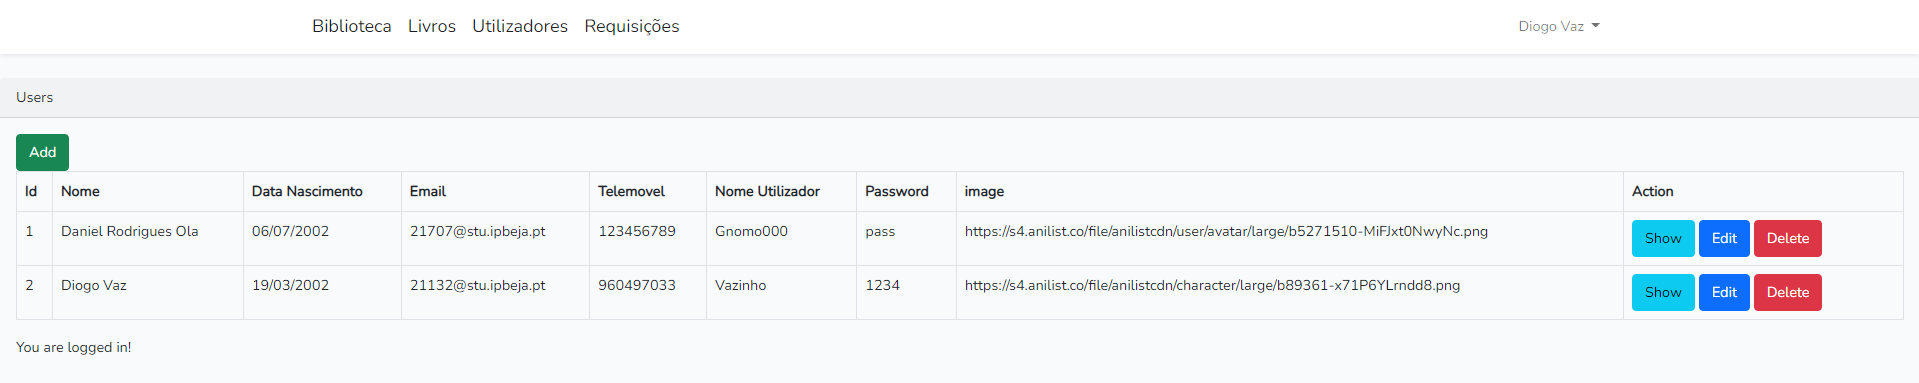 Biblioteca Livros Utilizadores Requisições Diogo Vaz
Users
Add
Id Nome Data Nascimento Email Telemovel Nome Utilizador Password image Action
1 Daniel Rodrigues Ola 06/07/2002 21707@stu.ipbeja.pt 123456789 Gnomo000 pass https://s4.anilist.co/file/anilistcdn/user/avatar/large/b5271510-MiFJxt0NwyNc.png Show Edit Delete
2 Diogo Vaz 19/03/2002 21132@stu.ipbeja.pt 960497033 Vazinho 1234 https://s4.anilist.co/file/anilistcdn/character/large/b89361-x71P6YLrndd8.png Show Edit Delete
You are logged in!